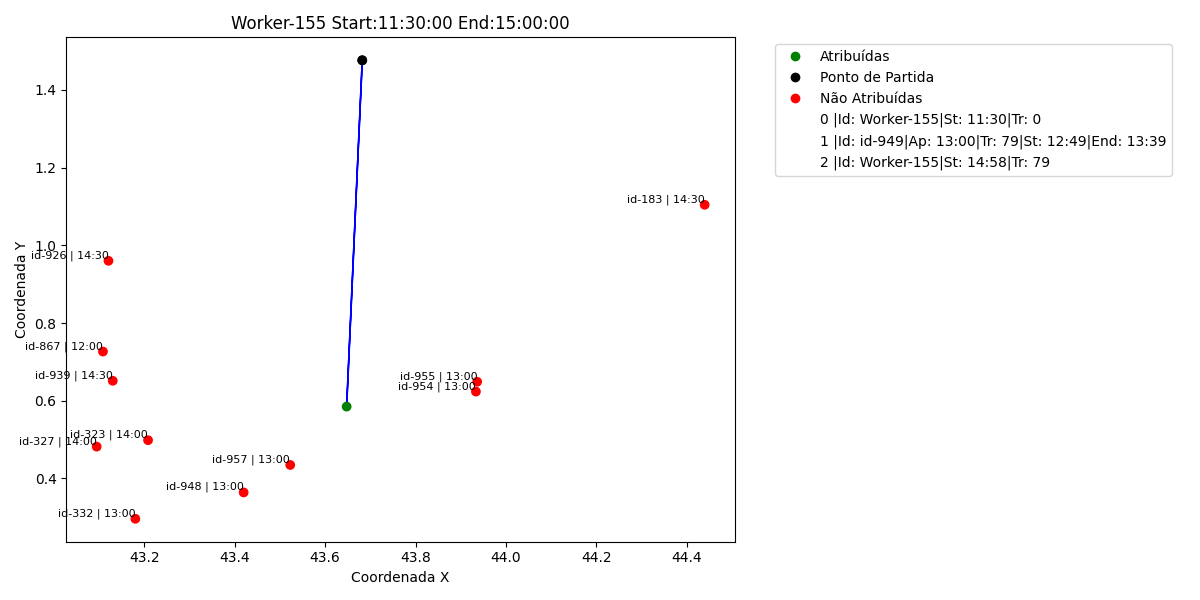 Worker-155 Start:11:30:00 End:15:00:00
Atribuídas
Ponto de Partida
Não Atribuídas
0 |Id: Worker-155|St: 11:30|Tr: 0
1 |Id: id-949|Ap: 13:00|Tr: 79|St: 12:49|End: 13:39
2 |Id: Worker-155|St: 14:58|Tr: 79
Coordenada Y
1.4
1.2
1.0
0.8
0.6
0.4
id-183 | 14:30
id-926 | 14:30
id-867 | 12:00
id-939 | 14:30
id-955 | 13:00
id-954 | 13:00
id-323 | 14:00
id-327 | 14:00
id-957 | 13:00
id-948 | 13:00
id-332 | 13:00
43.2 43.4 43.6 43.8 44.0 44.2 44.4
Coordenada X